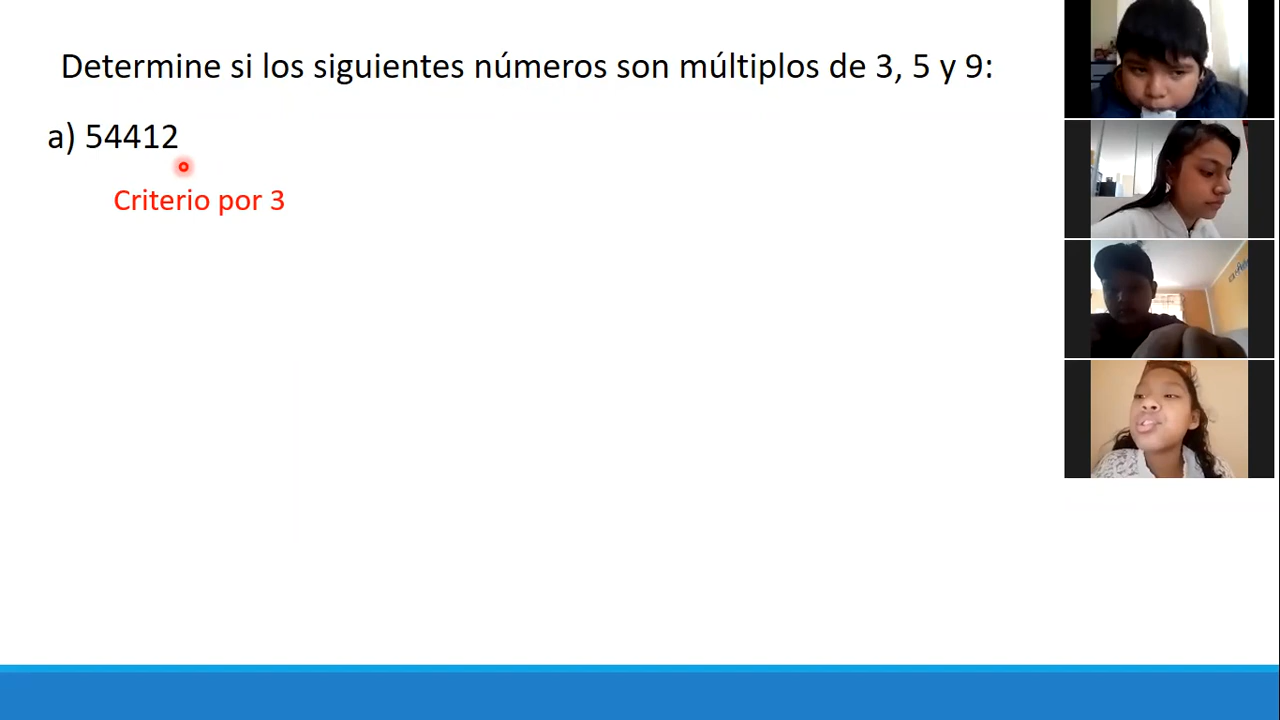 Determine si los siguientes números son múltiplos de 3, 5 y 9:
a) 54412
Criterio por 3